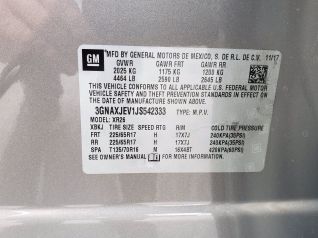 GM
MFD BY GENERAL MOTORS DE MEXICO, S. DE R.L. DE C.V. 11/17
GVWR GAWR FRT GAWR RR
2025 KG 1175 KG 1200 KG
4464 LB 2590 LB 2645 LB
THIS VEHICLE CONFORMS TO ALL APPLICABLE U.S. FEDERAL MOTOR
VEHICLE SAFETY AND THEFT PREVENTION STANDARDS IN EFFECT
ON THE DATE OF MANUFACTURE SHOWN ABOVE.
3GNAXJEV1JS542333 TYPE: M.P.V.
MODEL: XR26
XBKJ TIRE SIZE SPEED RTG RIM COLD TIRE PRESSURE
FRT 225/65R17 H 17X7J 240KPA(35PSI)
RR 225/65R17 H 17X7J 240KPA(35PSI)
SPA T135/70R16 M 16X4BT 420KPA(60PSI)
SEE OWNER'S MANUAL FOR MORE INFORMATION